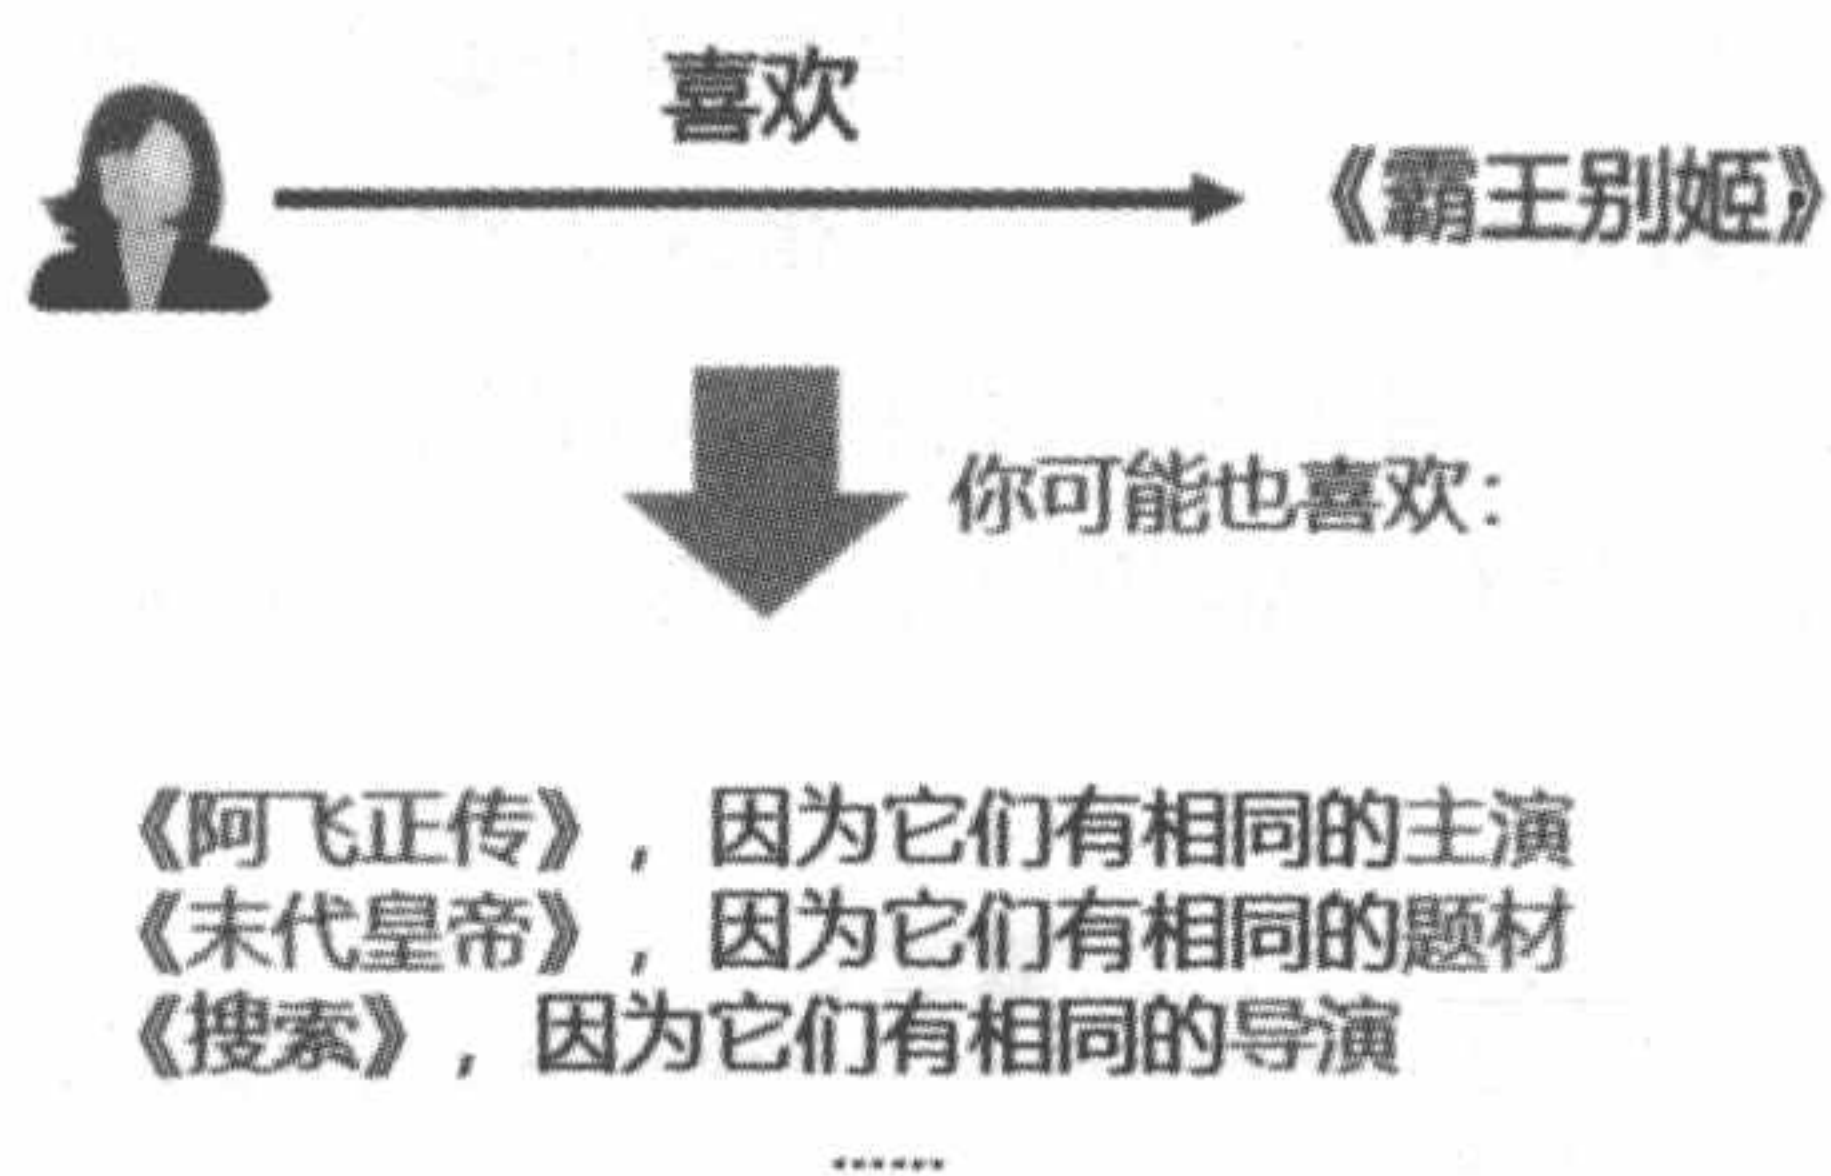 喜欢
《霸王别姬》
你可能也喜欢：
《阿飞正传》，因为它们有相同的主演
《末代皇帝》，因为它们有相同的题材
《搜索》，因为它们有相同的导演
……